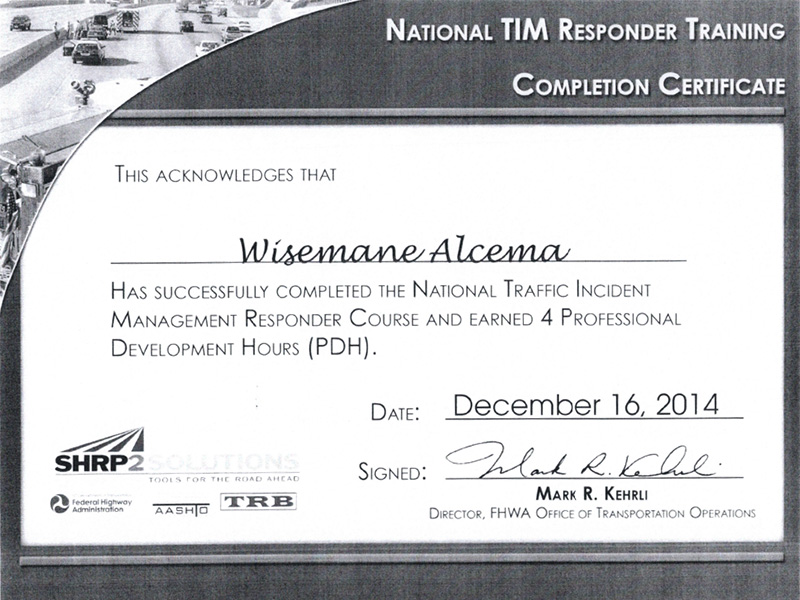 NATIONAL TIM RESPONDER TRAINING
COMPLETION CERTIFICATE
THIS ACKNOWLEDGES THAT
Wisemane Alcema
HAS SUCCESSFULLY COMPLETED THE NATIONAL TRAFFIC INCIDENT
MANAGEMENT RESPONDER COURSE AND EARNED 4 PROFESSIONAL
DEVELOPMENT HOURS (PDH).
DATE: December 16, 2014
SIGNED: Mark R. Kehrli
MARK R. KEHRLI
DIRECTOR, FHWA OFFICE OF TRANSPORTATION OPERATIONS
SHRP2 SOLUTIONS
TOOLS FOR THE ROAD AHEAD
Federal Highway
Administration
AASHTO
TRB